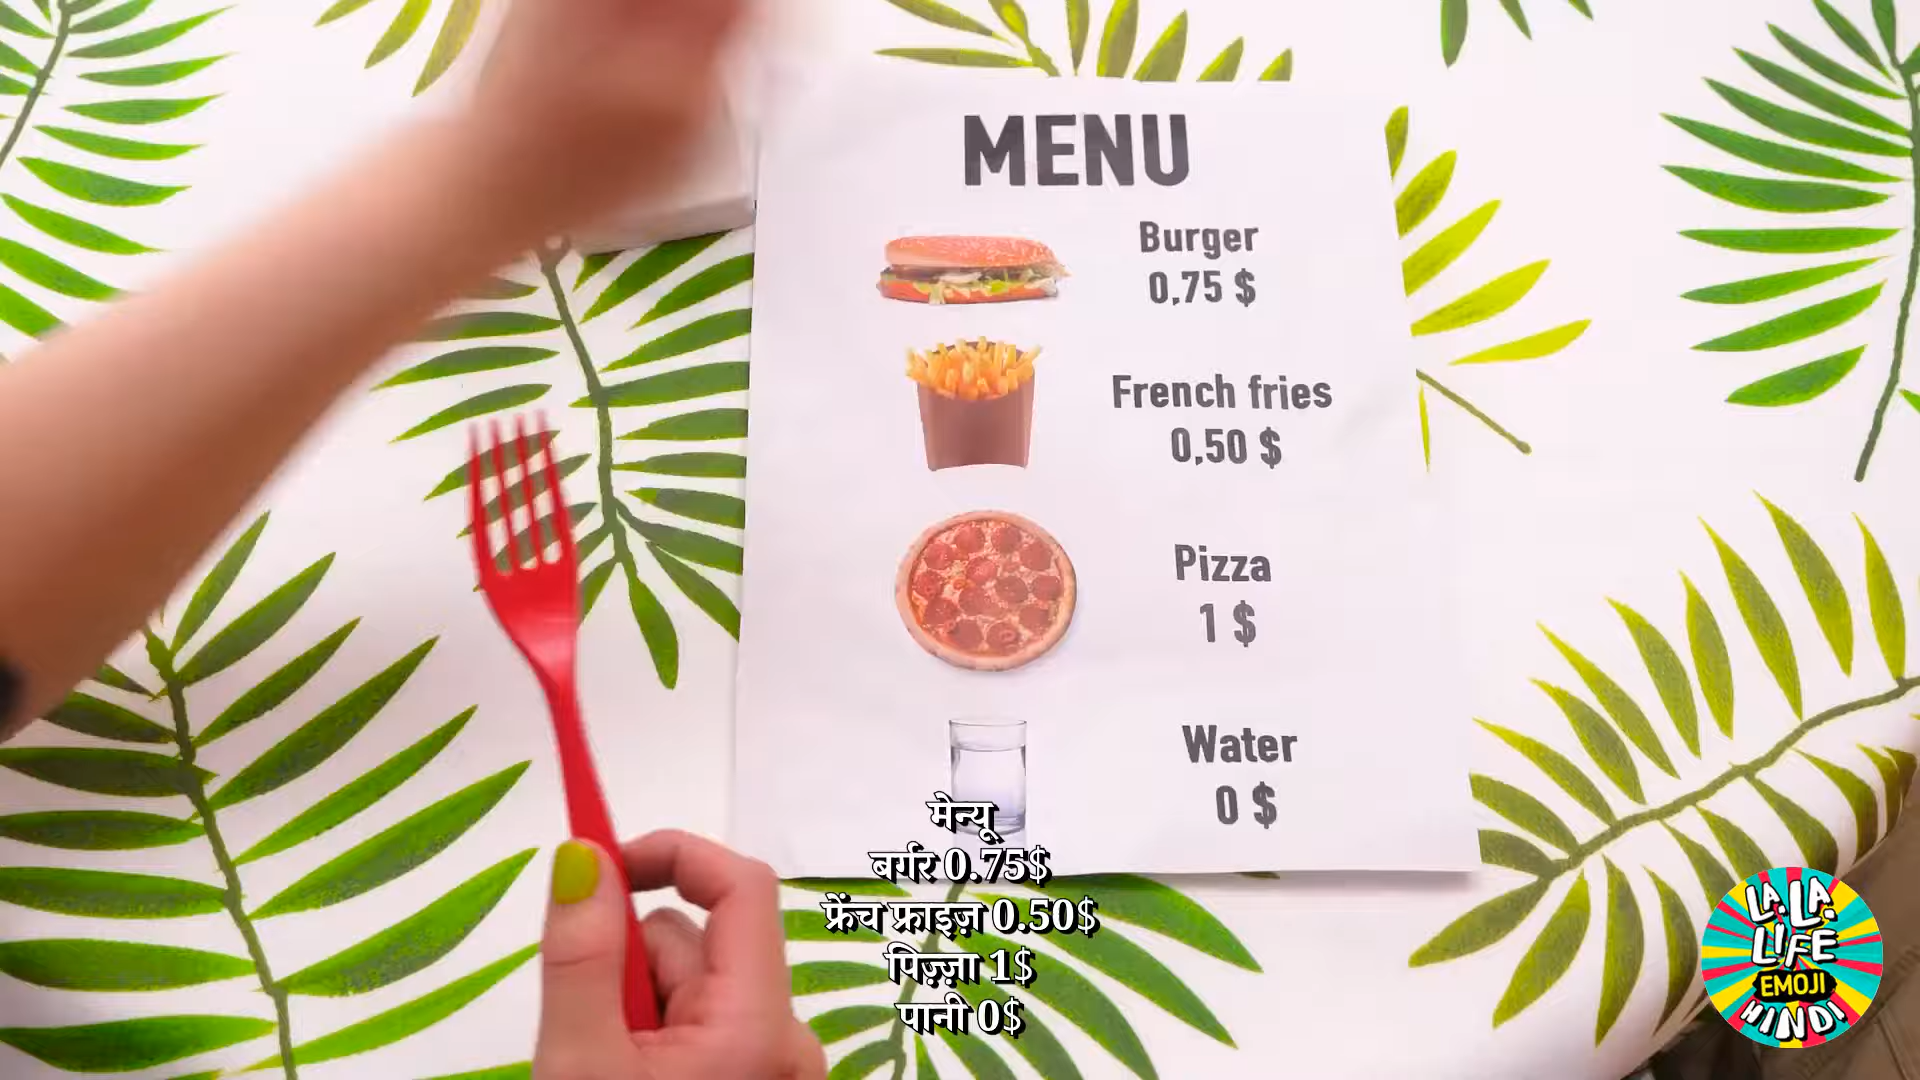 MENU
Burger
0,75 $
French fries
0,50 $
Pizza
1 $
Water
0 $
मेन्यू
बर्गर 0.75$
फ्रेंच फ्राइज़ 0.50$
पिज़्ज़ा 1$
पानी 0$
LA LA
LIFE
EMOJI
HINDI